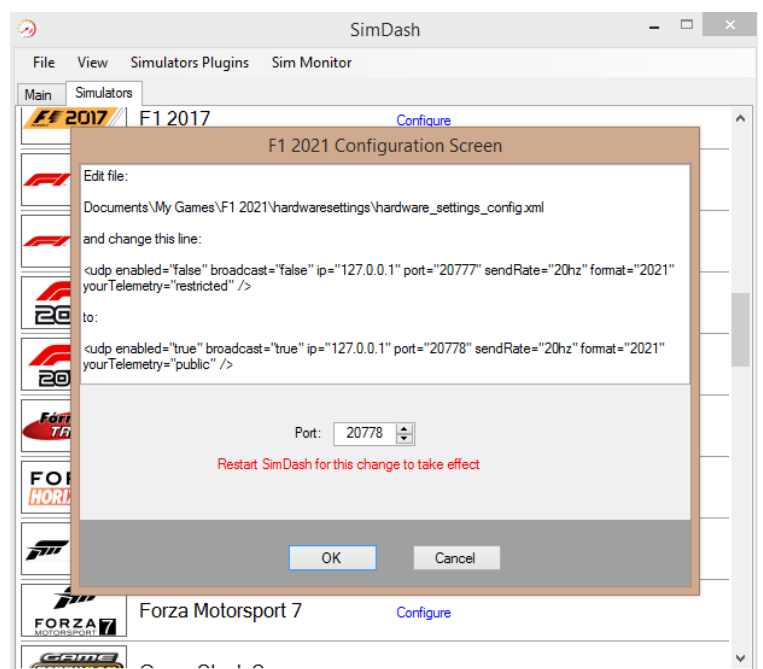 SimDash
File View Simulators Plugins Sim Monitor
Main Simulators
F1 2017 F1 2017 Configure
F1 2021 Configuration Screen
Edit file:
Documents\My Games\F1 2021\hardwaresettings\hardware_settings_config.xml
and change this line:
<udp enabled="false" broadcast="false" ip="127.0.0.1" port="20777" sendRate="20hz" format="2021"
yourTelemetry="restricted" />
to:
<udp enabled="true" broadcast="true" ip="127.0.0.1" port="20778" sendRate="20hz" format="2021"
yourTelemetry="public" />
Port: 20778
Restart SimDash for this change to take effect
OK Cancel
FORZA 7
MOTORSPORT
Forza Motorsport 7 Configure